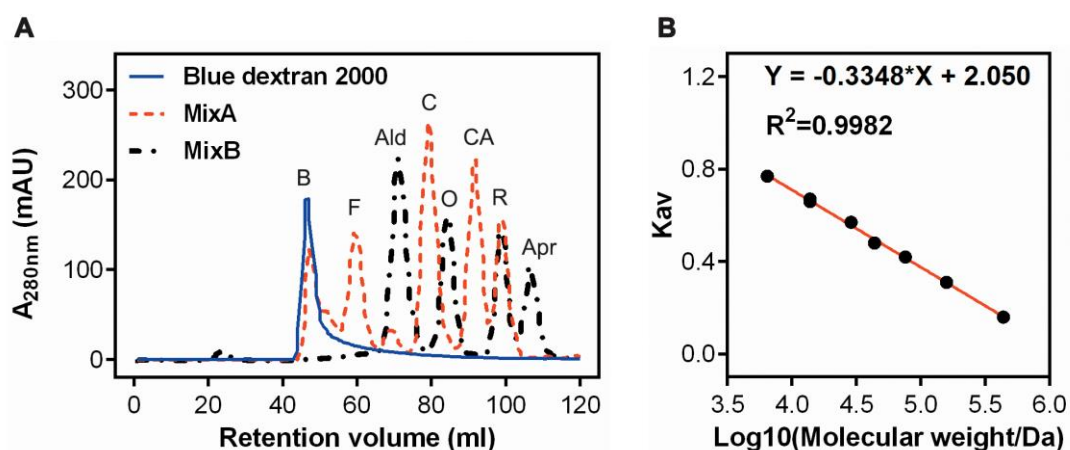 A
Blue dextran 2000
MixA
MixB
B
F
Ald
C
O
CA
R
Apr
A280nm (mAU)
300
200
100
0
0 20 40 60 80 100 120
Retention volume (ml)
B
Y = -0.3348*X + 2.050
R2=0.9982
Kav
1.2
0.8
0.4
0.0
3.5 4.0 4.5 5.0 5.5 6.0
Log10(Molecular weight/Da)